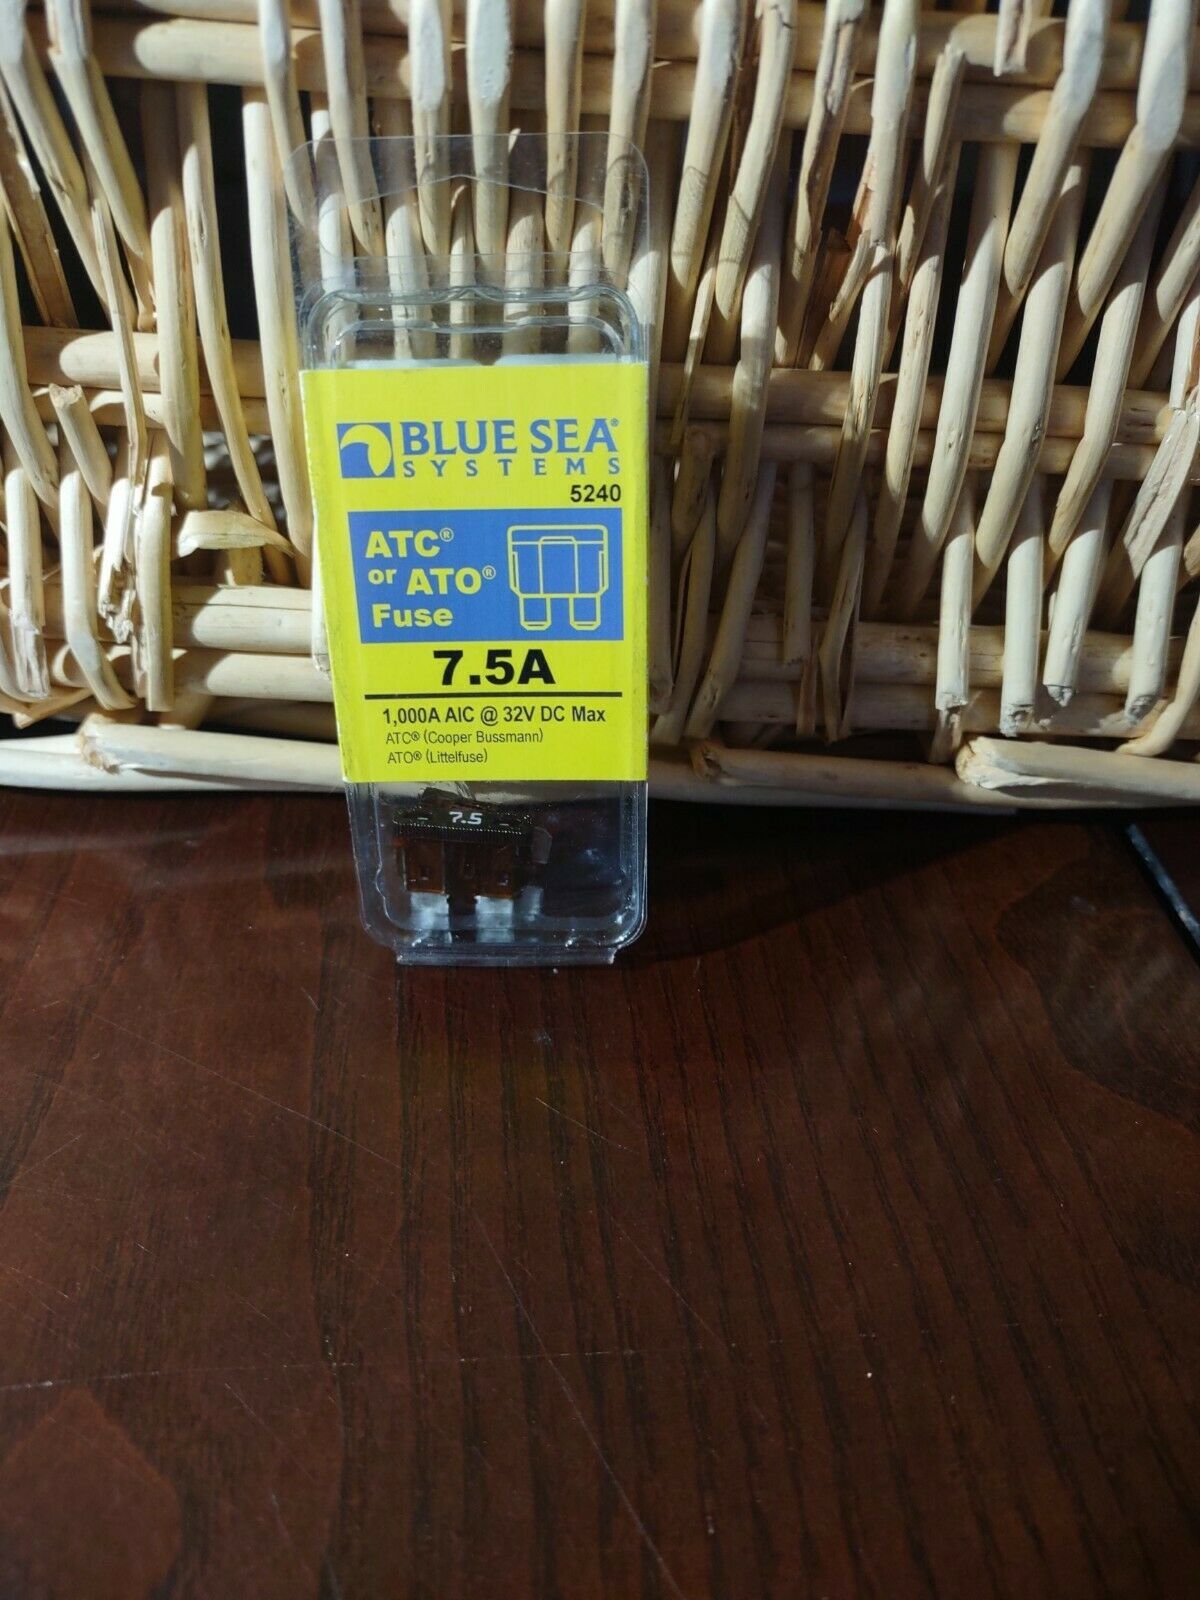 BLUE SEA®
SYSTEMS
5240
ATC®
or ATO®
Fuse
7.5A
1,000A AIC @ 32V DC Max
ATC® (Cooper Bussmann)
ATO® (Littelfuse)
7.5